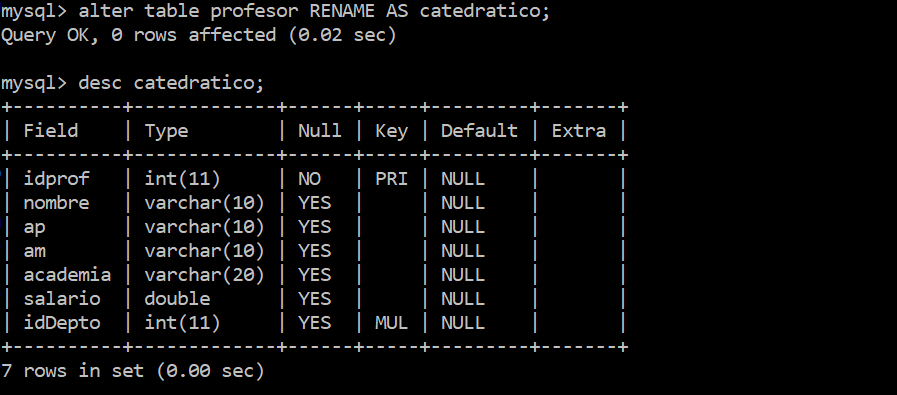 mysql> alter table profesor RENAME AS catedratico;
Query OK, 0 rows affected (0.02 sec)
mysql> desc catedratico;
+----------+-------------+------+-----+---------+-------+
| Field    | Type        | Null | Key | Default | Extra |
+----------+-------------+------+-----+---------+-------+
| idprof   | int(11)     | NO   | PRI | NULL    |       |
| nombre   | varchar(10) | YES  |     | NULL    |       |
| ap       | varchar(10) | YES  |     | NULL    |       |
| am       | varchar(10) | YES  |     | NULL    |       |
| academia | varchar(20) | YES  |     | NULL    |       |
| salario  | double      | YES  |     | NULL    |       |
| idDepto  | int(11)     | YES  | MUL | NULL    |       |
+----------+-------------+------+-----+---------+-------+
7 rows in set (0.00 sec)